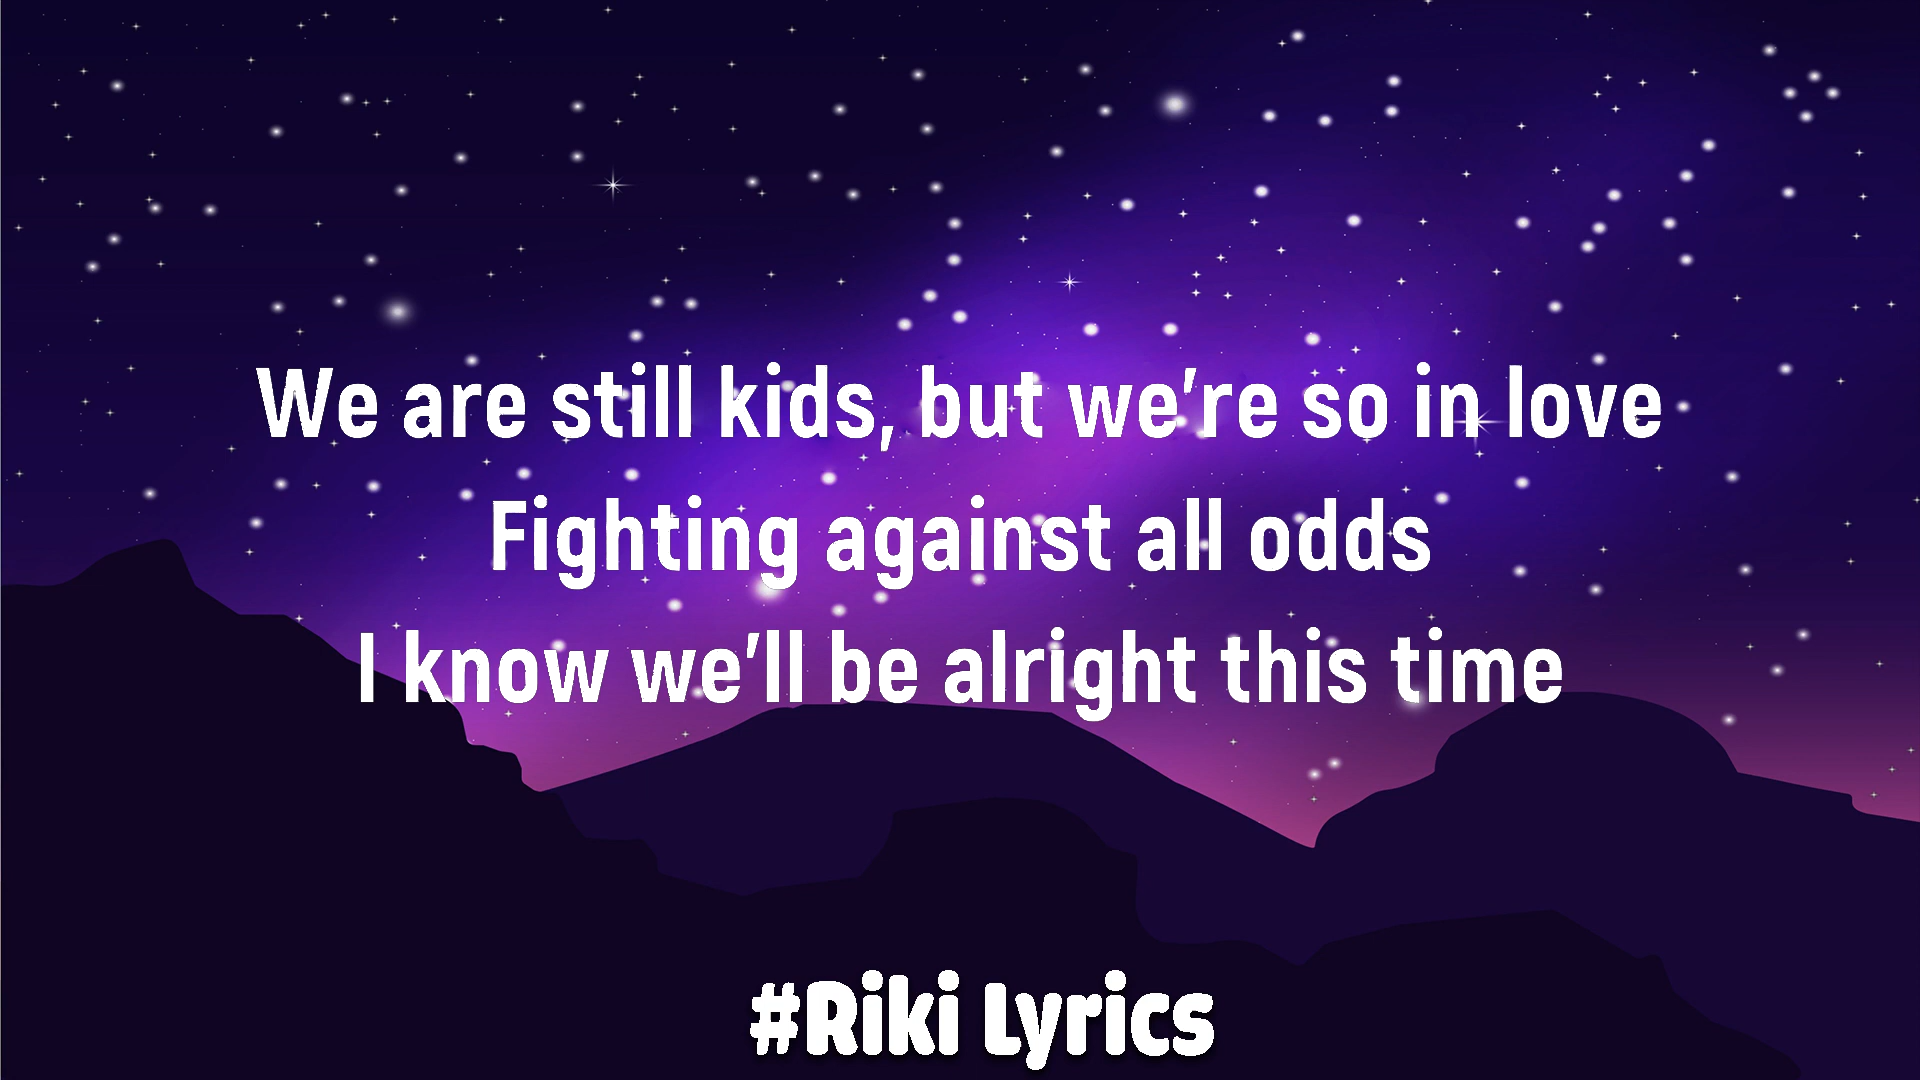 We are still kids, but we're so in love
Fighting against all odds
I know we'll be alright this time
#Riki Lyrics